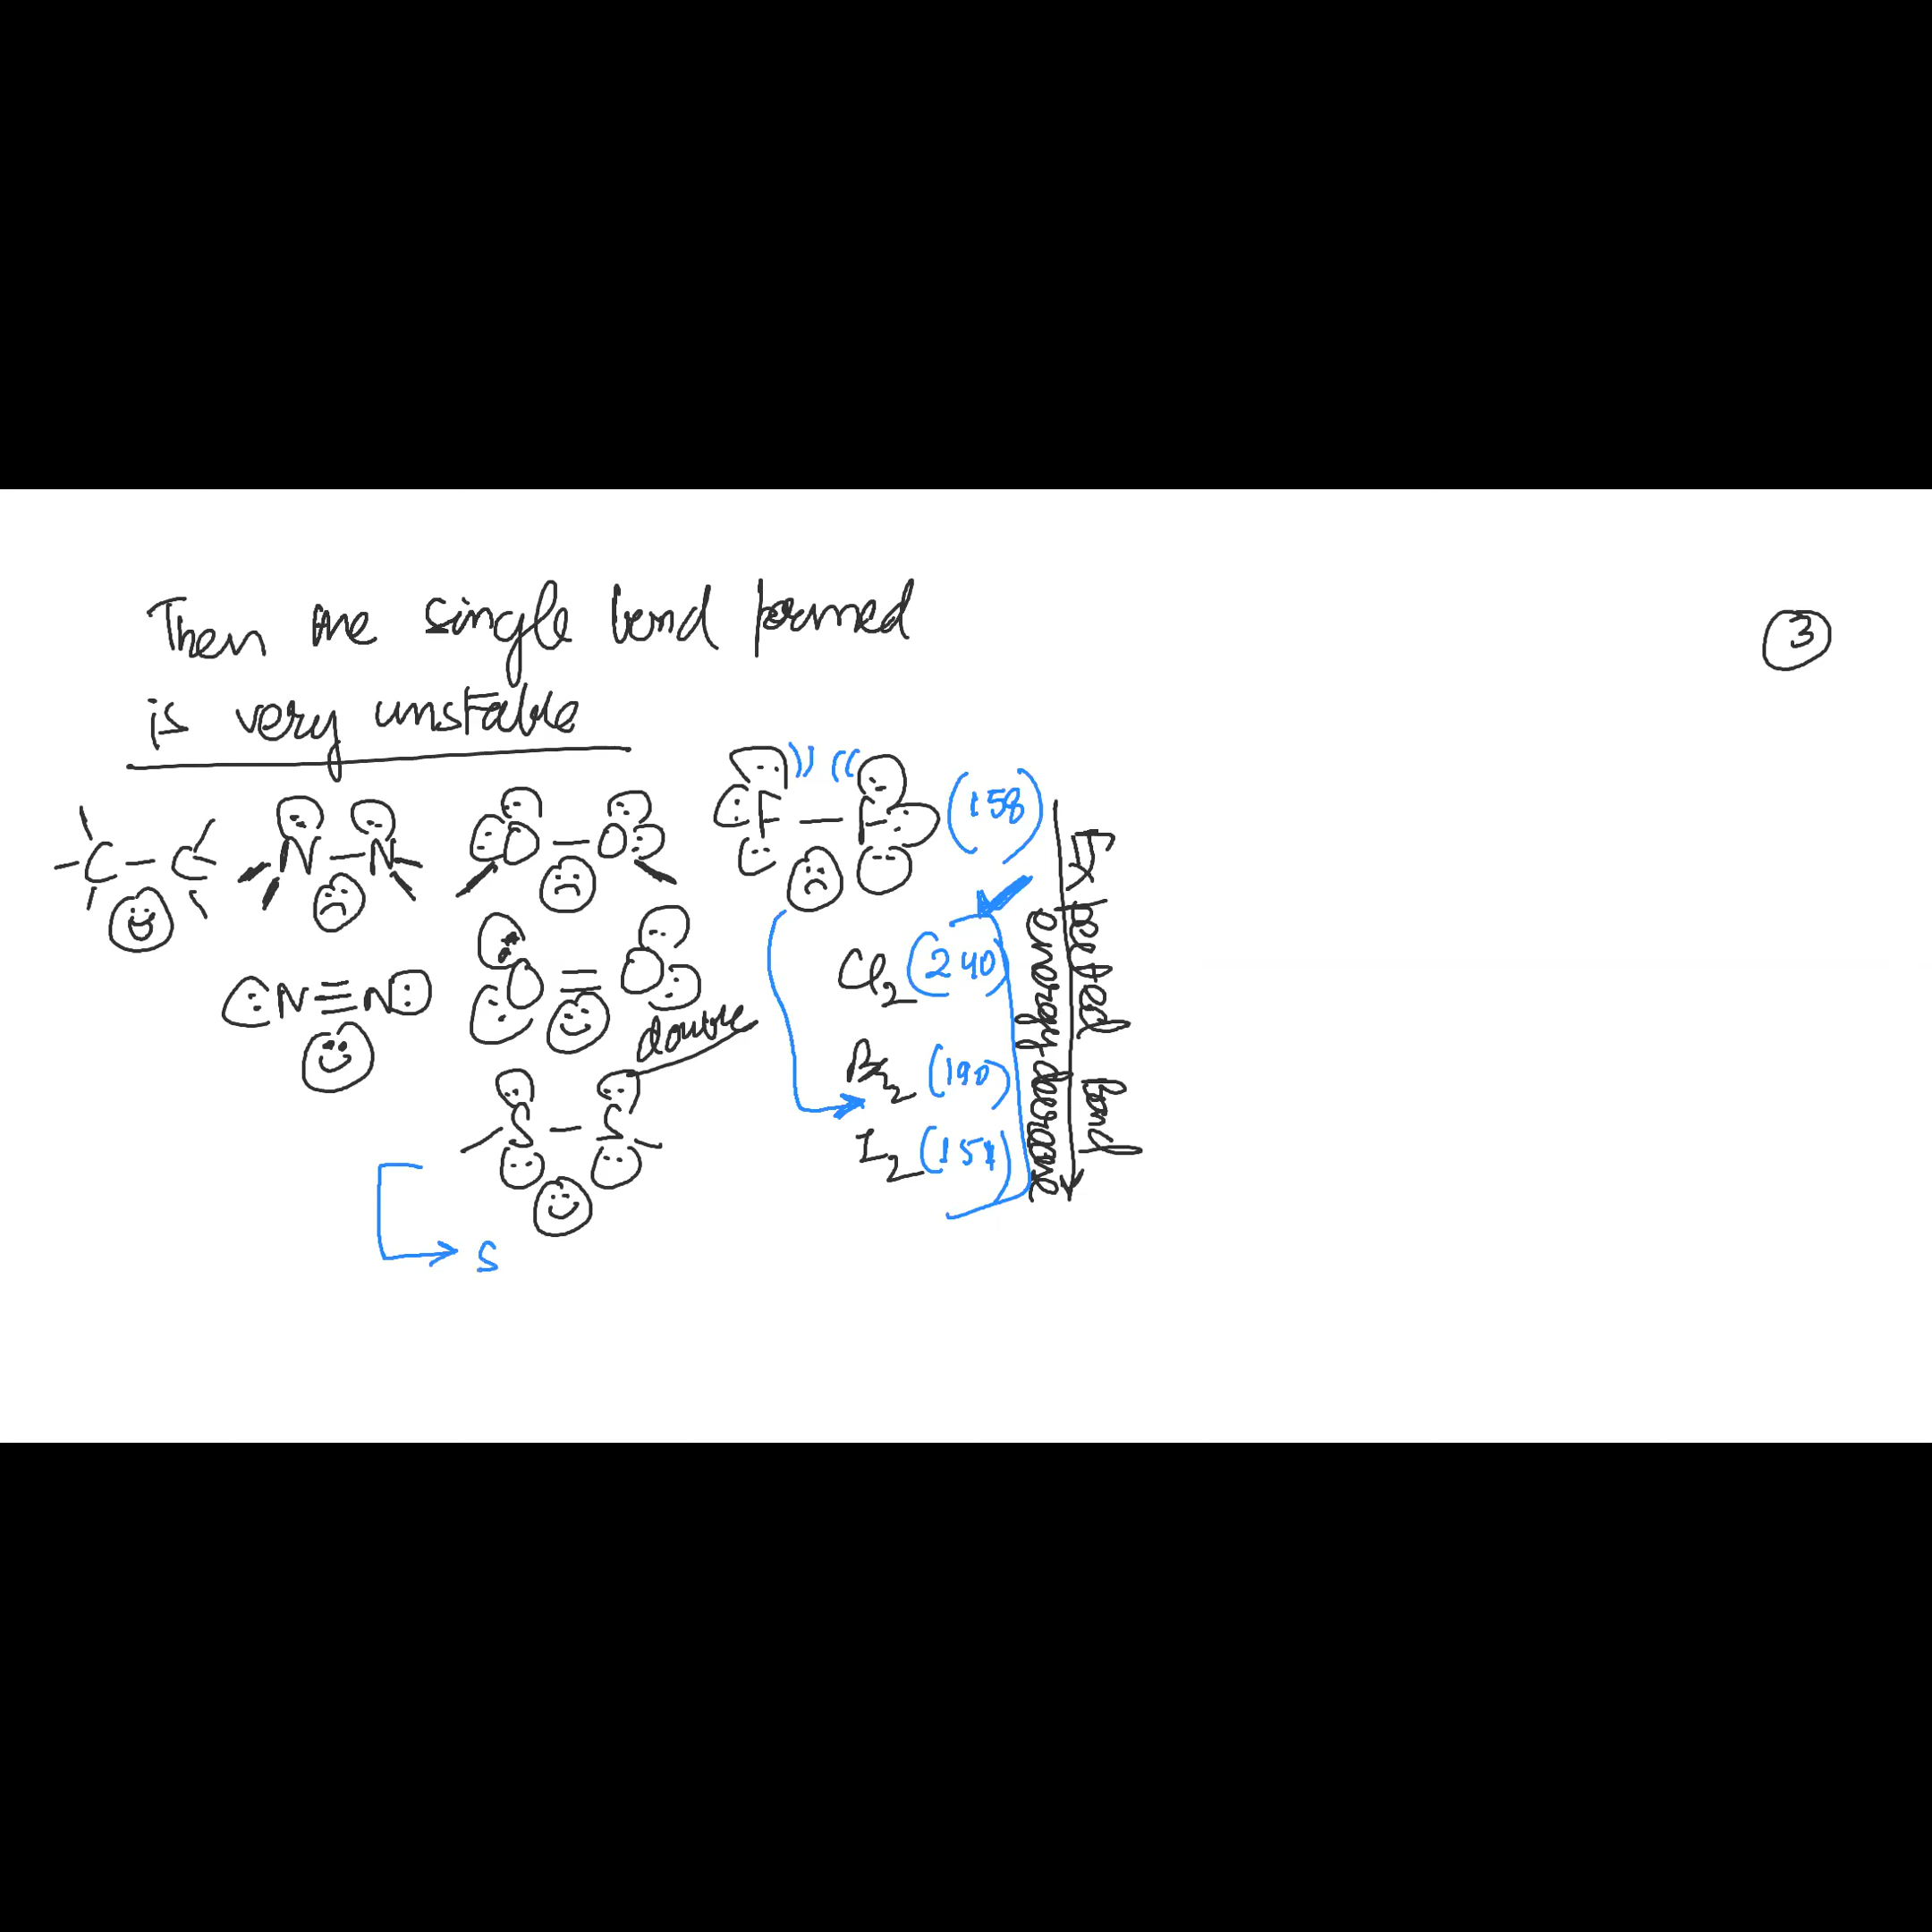 Then the single bond formed
③
is very unstable
C - C N - N O - O F - F (158)
Cl2 (240)
N≡N O = O
double
Br2 (190)
S - S
I2 (151)
S
bond
energy decrease